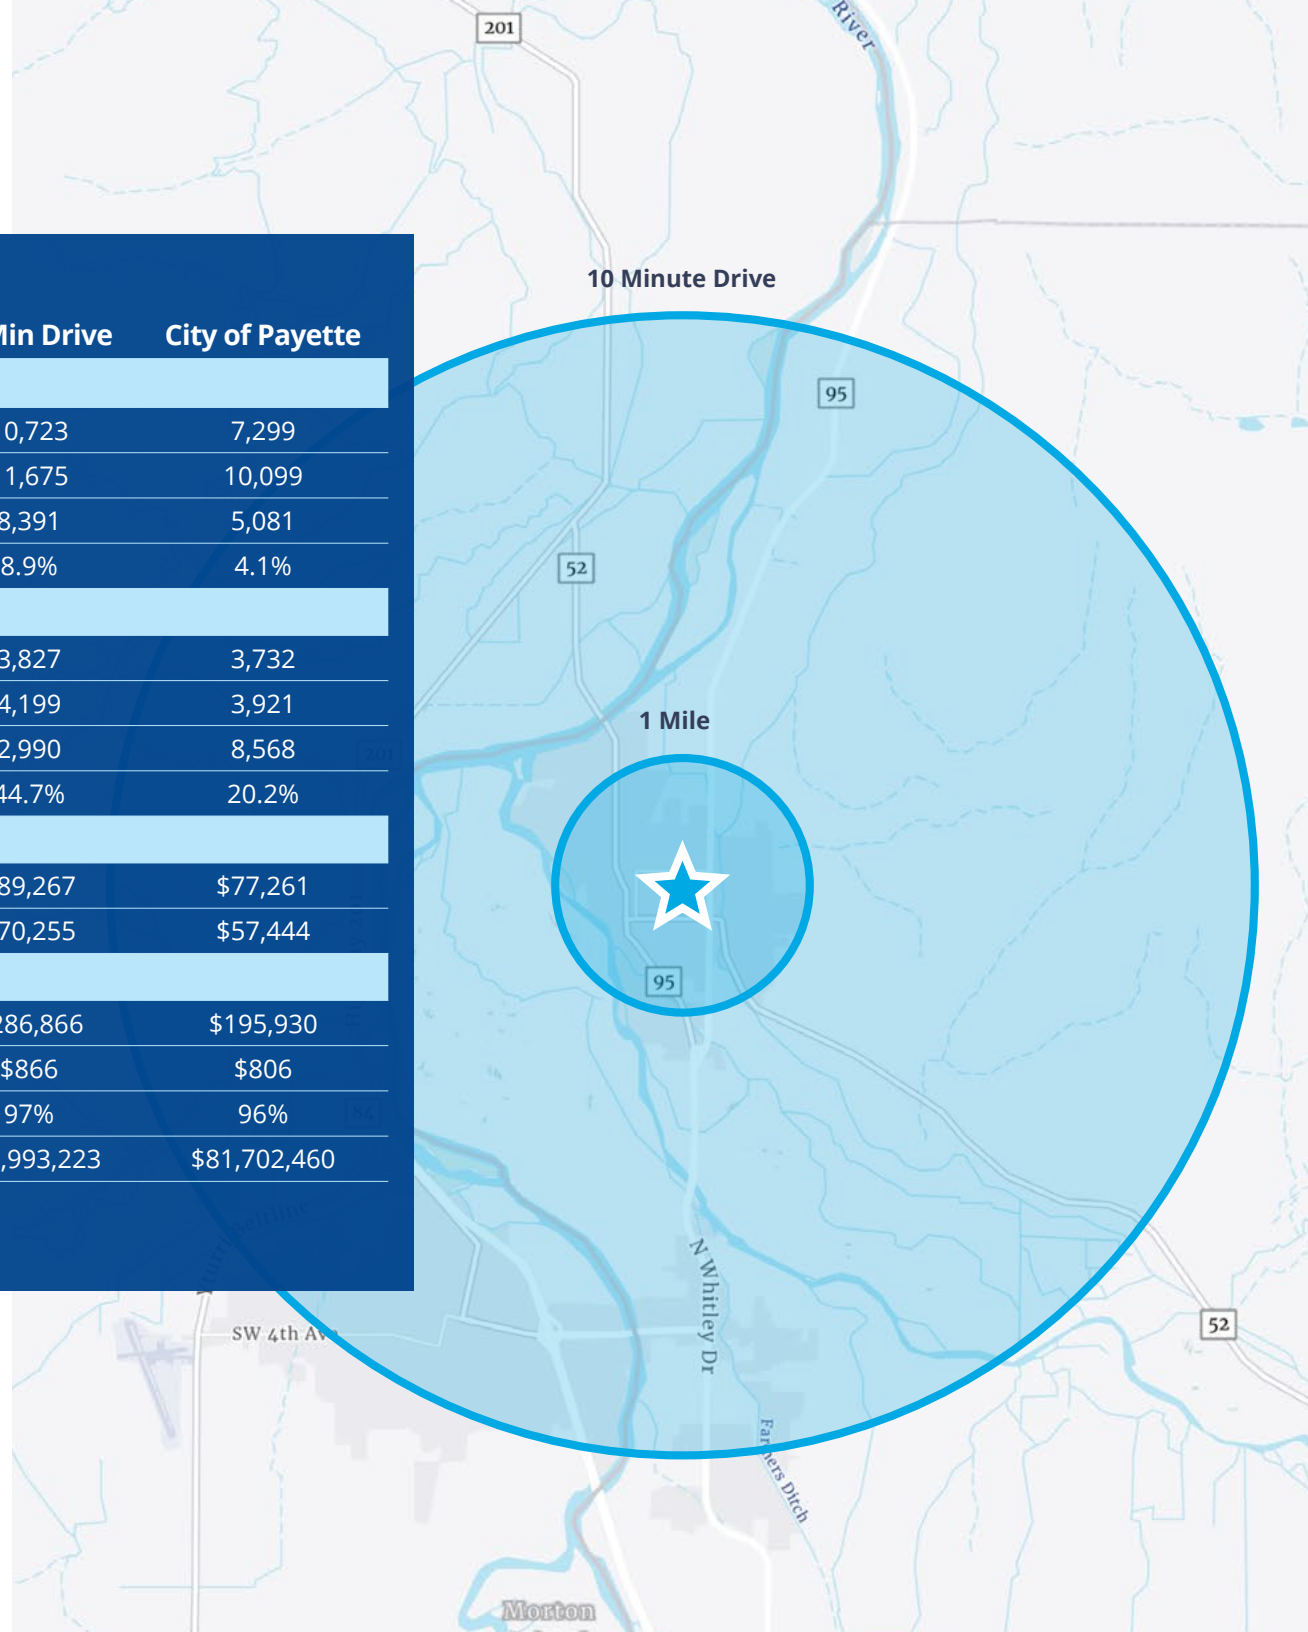 201
River
10 Minute Drive
Min Drive City of Payette
95
0,723 7,299
1,675 10,099
8,391 5,081
8.9% 4.1%
52
3,827 3,732
4,199 3,921
1 Mile
2,990 8,568
201
44.7% 20.2%
89,267 $77,261
70,255 $57,444
95
286,866 $195,930
$866 $806
97% 96%
84
,993,223 $81,702,460
N Whitley Dr
SW 4th Ave
52
Farmers Ditch
Morton